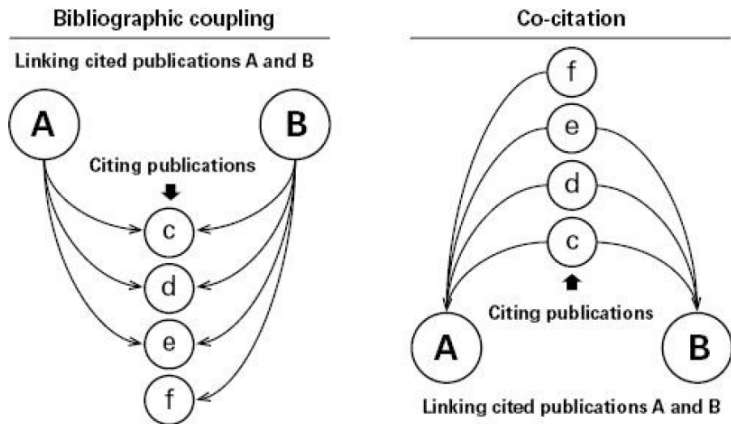 Bibliographic coupling
Linking cited publications A and B
A
B
Citing publications
c
d
e
f
Co-citation
f
e
d
c
Citing publications
A
B
Linking cited publications A and B